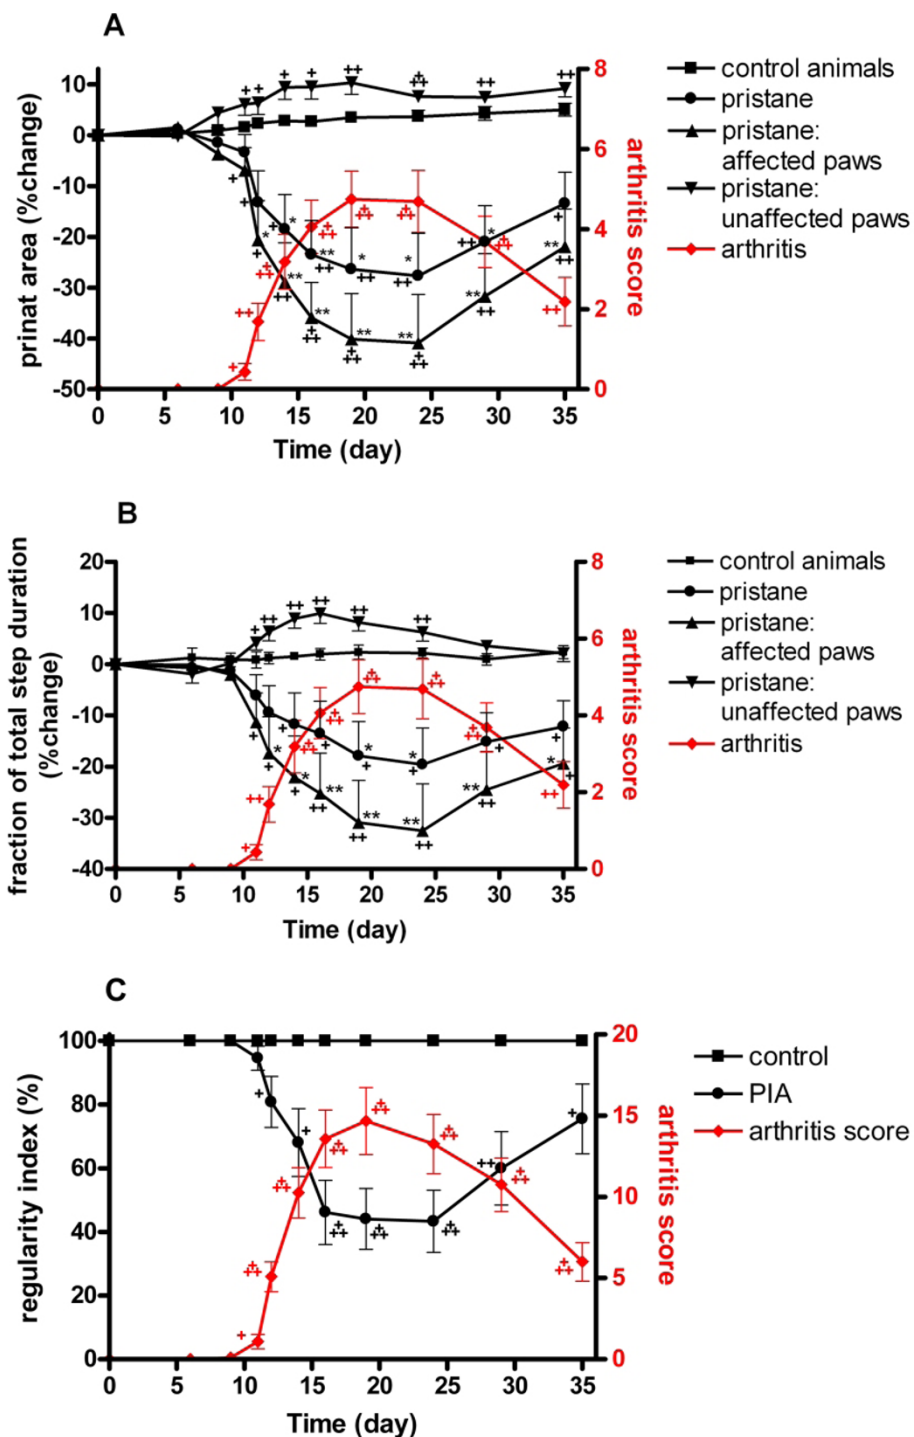 A
prinat area (%change)
10
0
-10
-20
-30
-40
-50
0 5 10 15 20 25 30 35
Time (day)
8
6
4
2
0
arthritis score
control animals
pristane
pristane:
affected paws
pristane:
unaffected paws
arthritis
B
fraction of total step duration
(%change)
20
10
0
-10
-20
-30
-40
0 5 10 15 20 25 30 35
Time (day)
8
6
4
2
0
arthritis score
control animals
pristane
pristane:
affected paws
pristane:
unaffected paws
arthritis
C
regularity index (%)
100
80
60
40
20
0
0 5 10 15 20 25 30 35
Time (day)
20
15
10
5
0
arthritis score
control
PIA
arthritis score